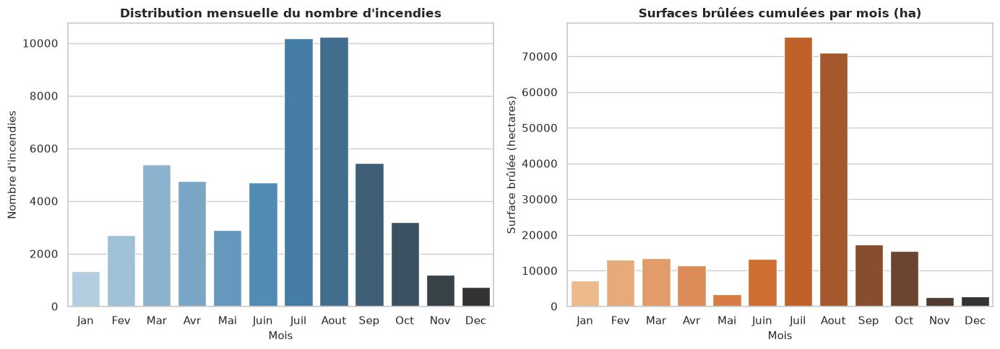 Distribution mensuelle du nombre d'incendies
Nombre d'incendies
10000
8000
6000
4000
2000
0
Jan Fev Mar Avr Mai Juin Juil Aout Sep Oct Nov Dec
Mois
Surfaces brûlées cumulées par mois (ha)
Surface brûlée (hectares)
70000
60000
50000
40000
30000
20000
10000
0
Jan Fev Mar Avr Mai Juin Juil Aout Sep Oct Nov Dec
Mois